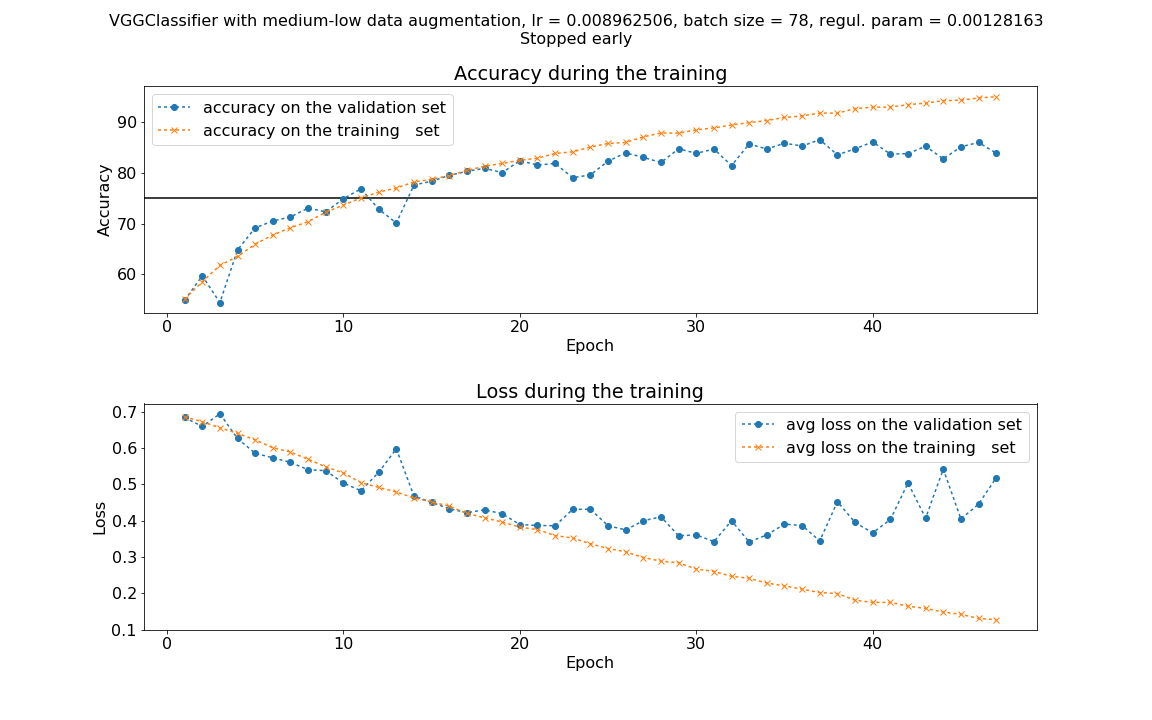 VGGClassifier with medium-low data augmentation, lr = 0.008962506, batch size = 78, regul. param = 0.00128163
Stopped early
Accuracy during the training
accuracy on the validation set
accuracy on the training   set
90
80
70
60
Accuracy
0 10 20 30 40
Epoch
Loss during the training
avg loss on the validation set
avg loss on the training   set
0.7
0.6
0.5
0.4
0.3
0.2
0.1
Loss
0 10 20 30 40
Epoch